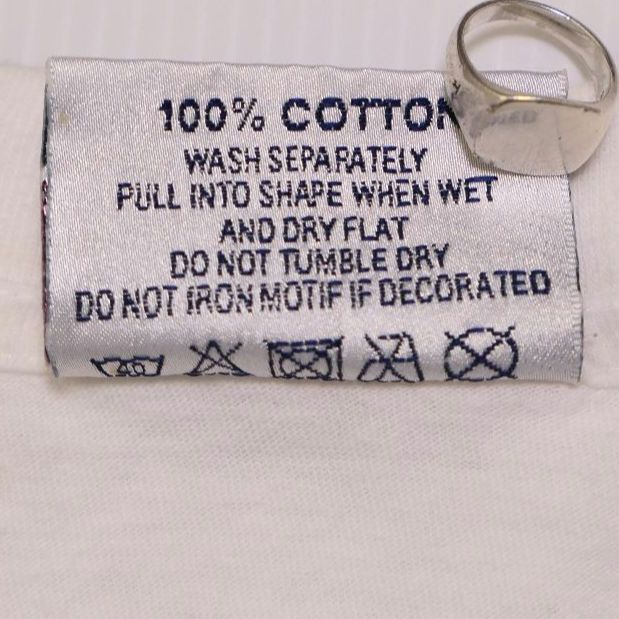 100% COTTON
WASH SEPARATELY
PULL INTO SHAPE WHEN WET
AND DRY FLAT
DO NOT TUMBLE DRY
DO NOT IRON MOTIF IF DECORATED
40